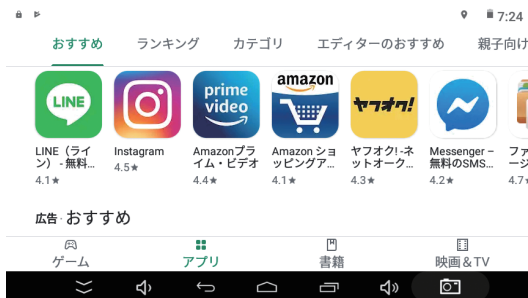 7:24
おすすめ ランキング カテゴリ エディターのおすすめ 親子向け
LINE prime video amazon ヤフオク!
LINE（ライ Instagram Amazonプラ Amazon ショ ヤフオク! -ネ Messenger – ファ
ン） - 無料... 4.5★ イム・ビデオ ッピングア... ットオーク... 無料のSMS... ージ
4.1★ 4.4★ 4.1★ 4.3★ 4.2★ 4.7★
広告 · おすすめ
ゲーム アプリ 書籍 映画＆TV